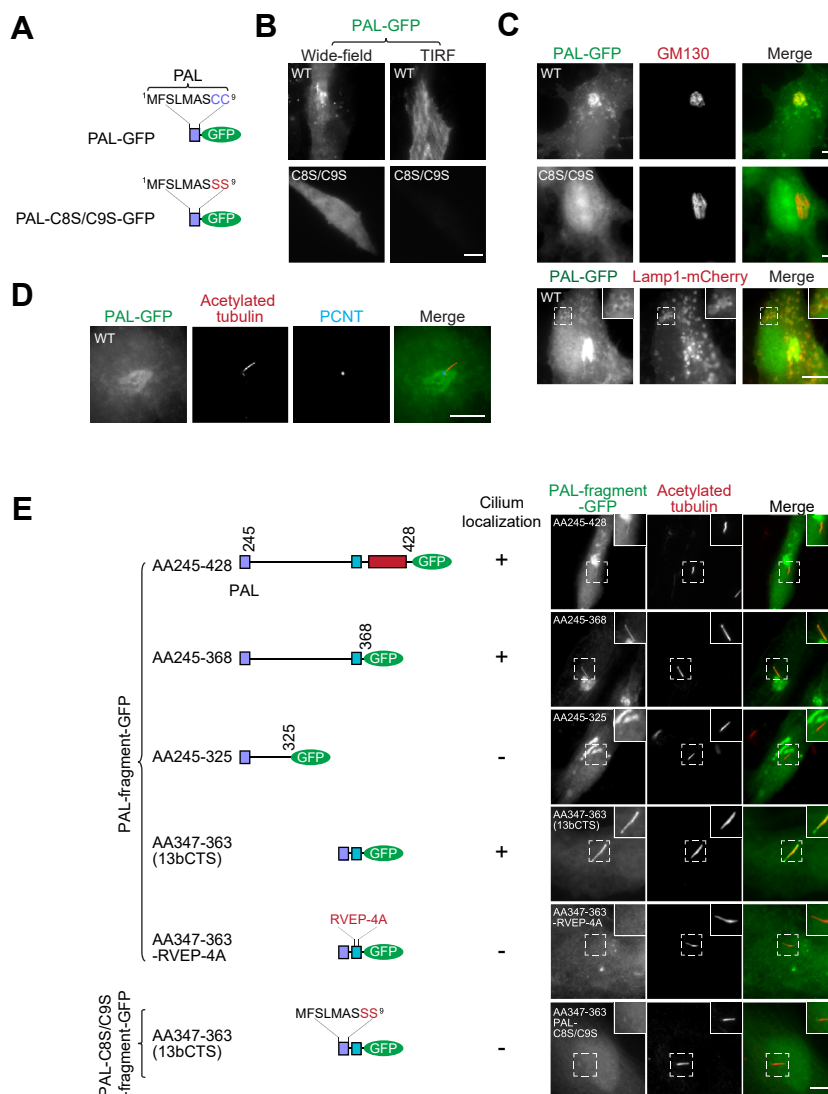 A
PAL
¹MFSLMASCC⁹
PAL-GFP
GFP
¹MFSLMASSS⁹
PAL-C8S/C9S-GFP
GFP
B
PAL-GFP
Wide-field TIRF
WT WT
C8S/C9S C8S/C9S
C
PAL-GFP GM130 Merge
WT
C8S/C9S
PAL-GFP Lamp1-mCherry Merge
WT
D
PAL-GFP Acetylated tubulin PCNT Merge
WT
E
Cilium
localization
PAL-fragment
-GFP
Acetylated
tubulin
Merge
PAL-fragment-GFP
AA245-428
245
428
GFP
PAL
+
AA245-428
AA245-368
368
GFP
+
AA245-368
AA245-325
325
GFP
-
AA245-325
AA347-363
(13bCTS)
GFP
+
AA347-363
(13bCTS)
AA347-363
-RVEP-4A
RVEP-4A
GFP
-
AA347-363
-RVEP-4A
PAL-C8S/C9S
-fragment-GFP
AA347-363
(13bCTS)
MFSLMASSS⁹
GFP
-
AA347-363
PAL-
C8S/C9S